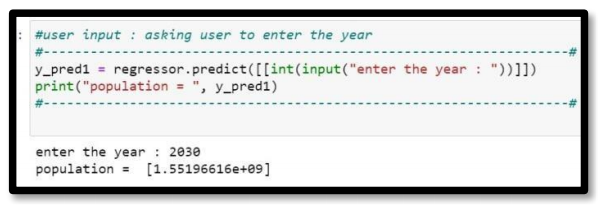 : #user input : asking user to enter the year
#------------------------------------------------------------------#
y_pred1 = regressor.predict([[int(input("enter the year : "))]])
print("population = ", y_pred1)
#------------------------------------------------------------------#
enter the year : 2030
population =  [1.55196616e+09]